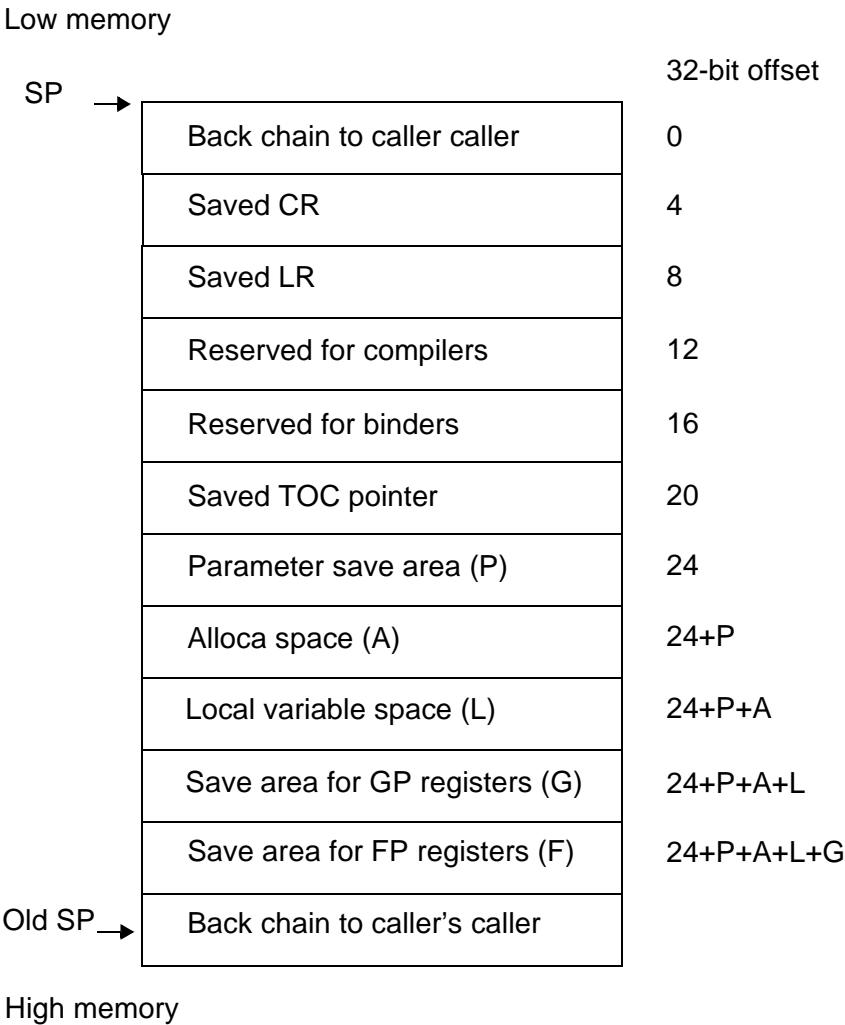 Low memory
32-bit offset
SP
Back chain to caller caller 0
Saved CR 4
Saved LR 8
Reserved for compilers 12
Reserved for binders 16
Saved TOC pointer 20
Parameter save area (P) 24
Alloca space (A) 24+P
Local variable space (L) 24+P+A
Save area for GP registers (G) 24+P+A+L
Save area for FP registers (F) 24+P+A+L+G
Old SP Back chain to caller’s caller
High memory